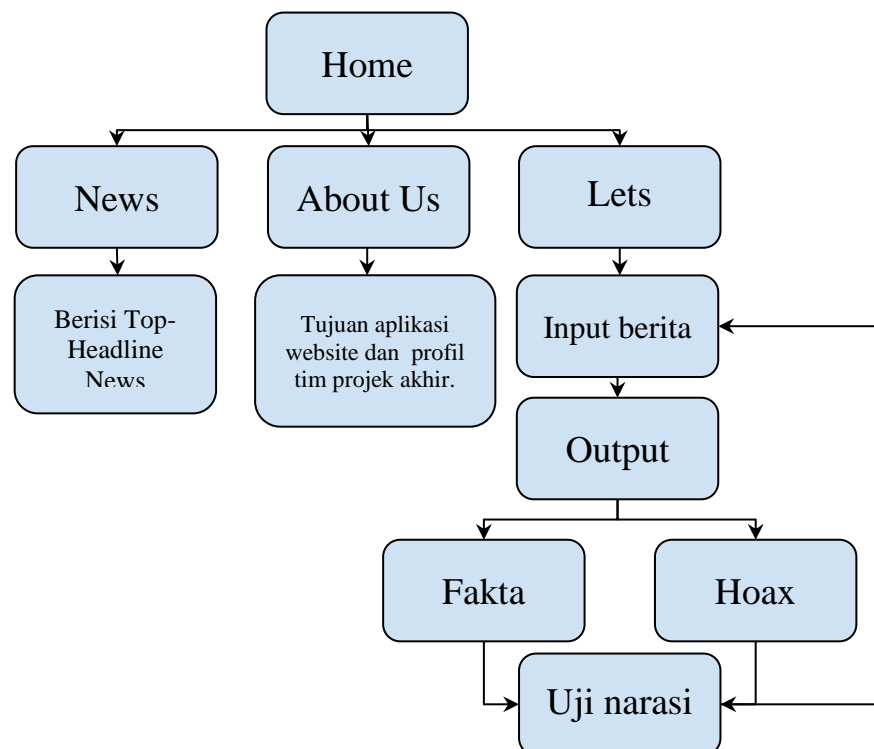 Home
News
About Us
Lets
Berisi Top-
Headline
News
Tujuan aplikasi
website dan  profil
tim projek akhir.
Input berita
Output
Fakta
Hoax
Uji narasi